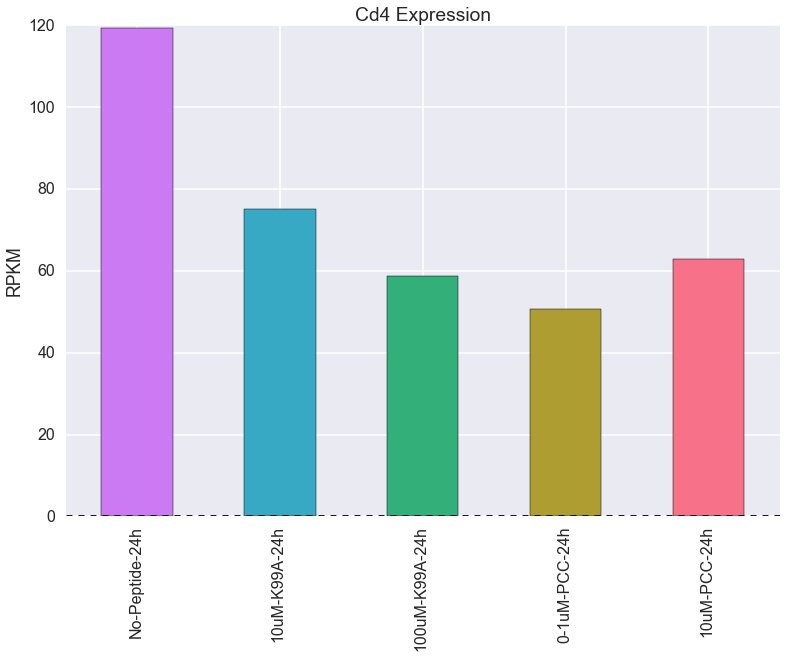 Cd4 Expression
RPKM
120
100
80
60
40
20
0
No-Peptide-24h
10uM-K99A-24h
100uM-K99A-24h
0-1uM-PCC-24h
10uM-PCC-24h